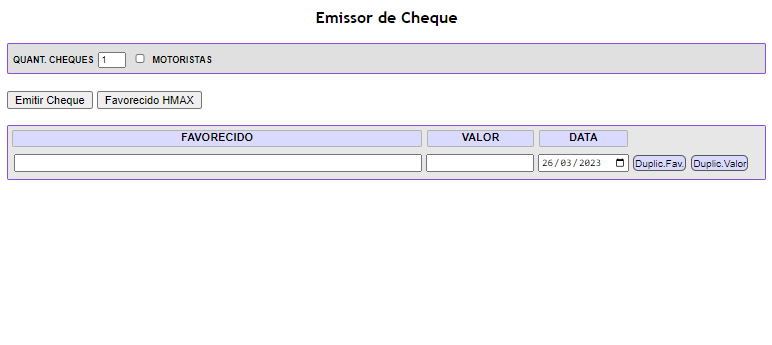 Emissor de Cheque
QUANT. CHEQUES 1 MOTORISTAS
Emitir Cheque Favorecido HMAX
FAVORECIDO VALOR DATA
26/03/2023 Duplic.Fav. Duplic.Valor